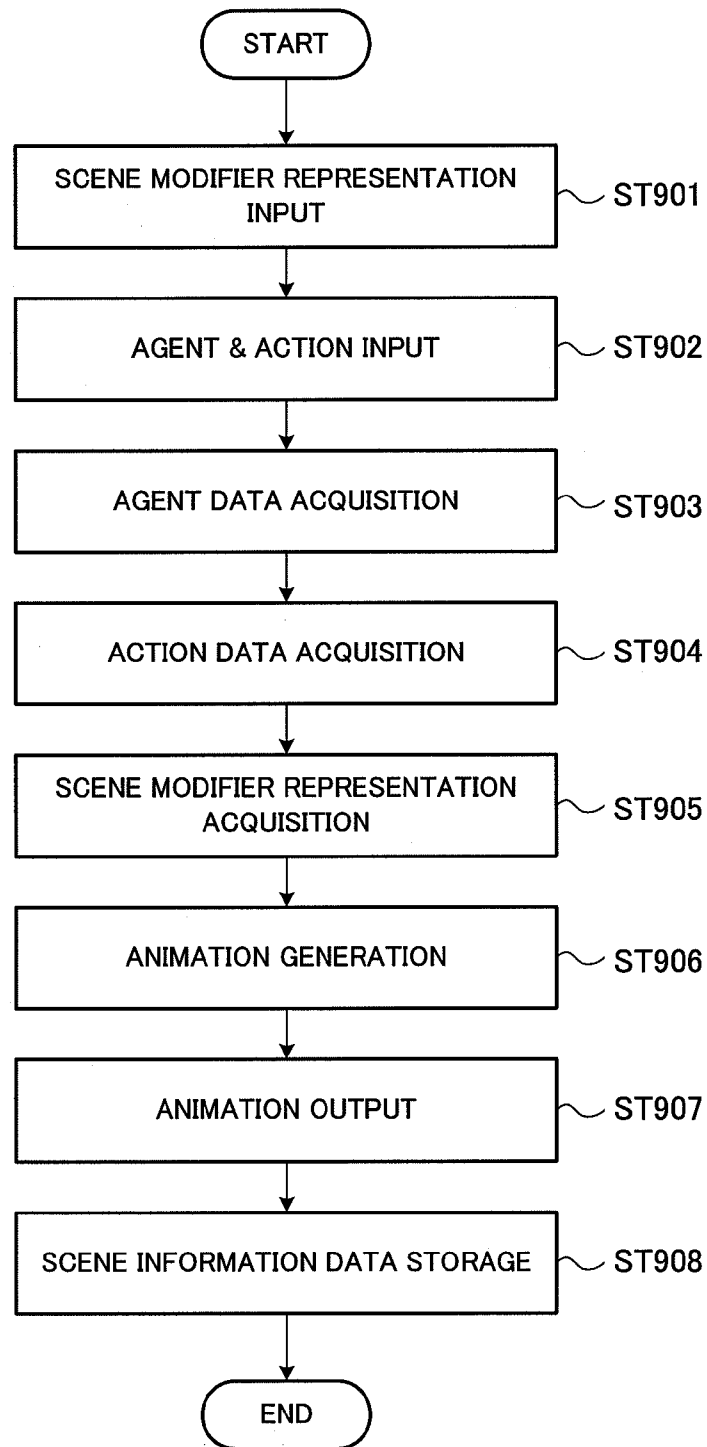 START
SCENE MODIFIER REPRESENTATION
INPUT
ST901
AGENT & ACTION INPUT
ST902
AGENT DATA ACQUISITION
ST903
ACTION DATA ACQUISITION
ST904
SCENE MODIFIER REPRESENTATION
ACQUISITION
ST905
ANIMATION GENERATION
ST906
ANIMATION OUTPUT
ST907
SCENE INFORMATION DATA STORAGE
ST908
END